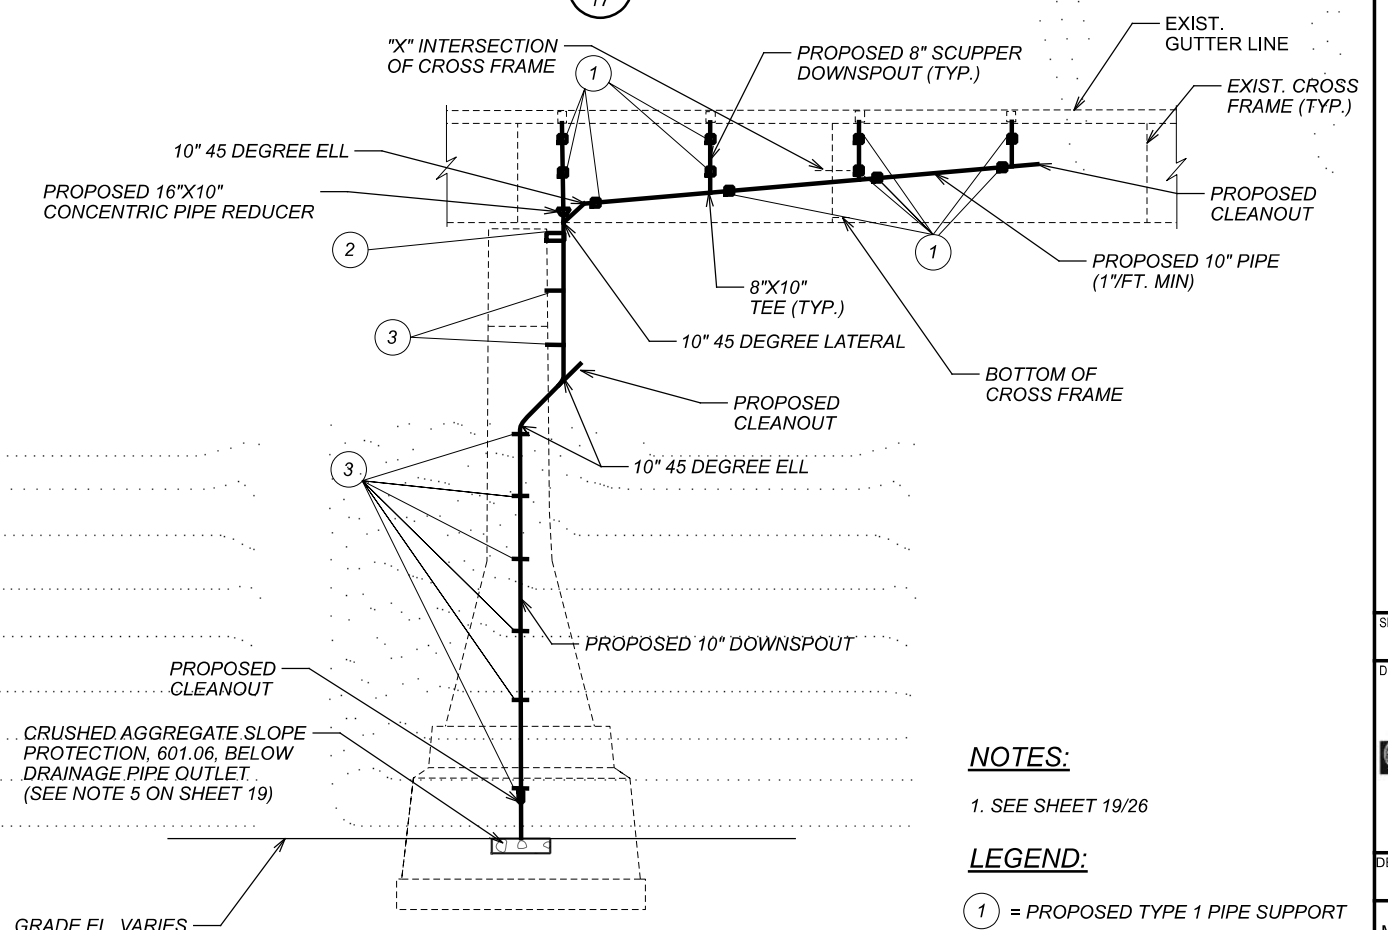 17
"X" INTERSECTION
OF CROSS FRAME
1
PROPOSED 8" SCUPPER
DOWNSPOUT (TYP.)
EXIST.
GUTTER LINE
EXIST. CROSS
FRAME (TYP.)
10" 45 DEGREE ELL
PROPOSED 16"X10"
CONCENTRIC PIPE REDUCER
PROPOSED
CLEANOUT
2
1
PROPOSED 10" PIPE
(1"/FT. MIN)
8"X10"
TEE (TYP.)
3
10" 45 DEGREE LATERAL
BOTTOM OF
CROSS FRAME
PROPOSED
CLEANOUT
3
10" 45 DEGREE ELL
PROPOSED 10" DOWNSPOUT
PROPOSED
CLEANOUT
CRUSHED AGGREGATE SLOPE
PROTECTION, 601.06, BELOW
DRAINAGE PIPE OUTLET
(SEE NOTE 5 ON SHEET 19)
NOTES:
1. SEE SHEET 19/26
LEGEND:
1 = PROPOSED TYPE 1 PIPE SUPPORT
GRADE EL. VARIES